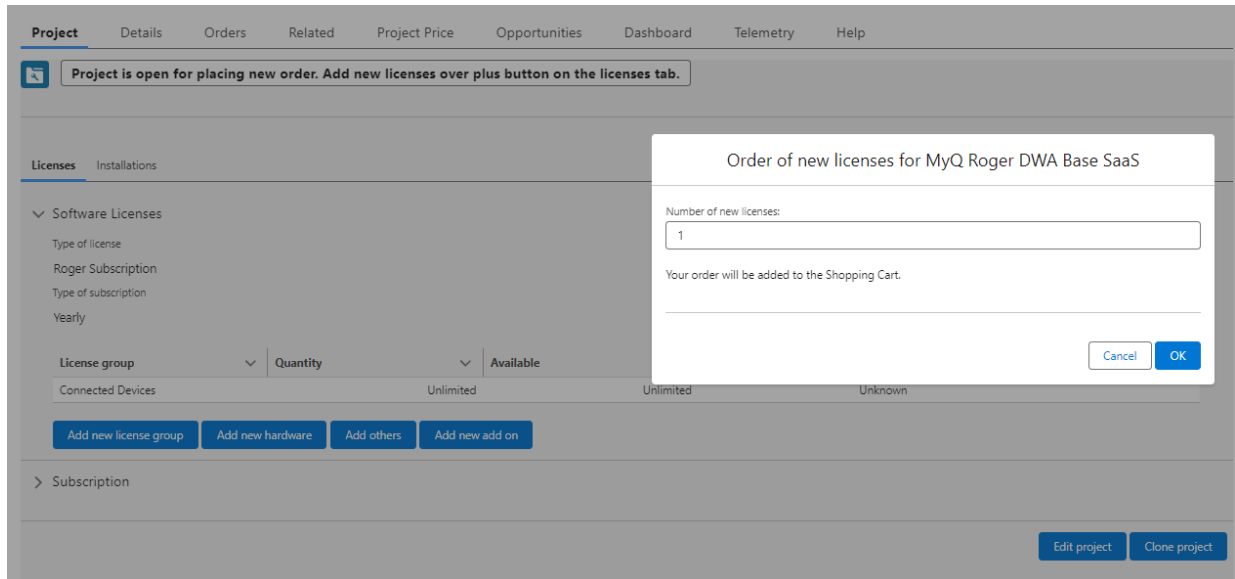 Project Details Orders Related Project Price Opportunities Dashboard Telemetry Help
Project is open for placing new order. Add new licenses over plus button on the licenses tab.
Licenses Installations
Software Licenses
Type of license
Roger Subscription
Type of subscription
Yearly
License group Quantity Available
Connected Devices Unlimited Unlimited Unknown
Add new license group Add new hardware Add others Add new add on
Subscription
Edit project Clone project
Order of new licenses for MyQ Roger DWA Base SaaS
Number of new licenses:
1
Your order will be added to the Shopping Cart.
Cancel OK